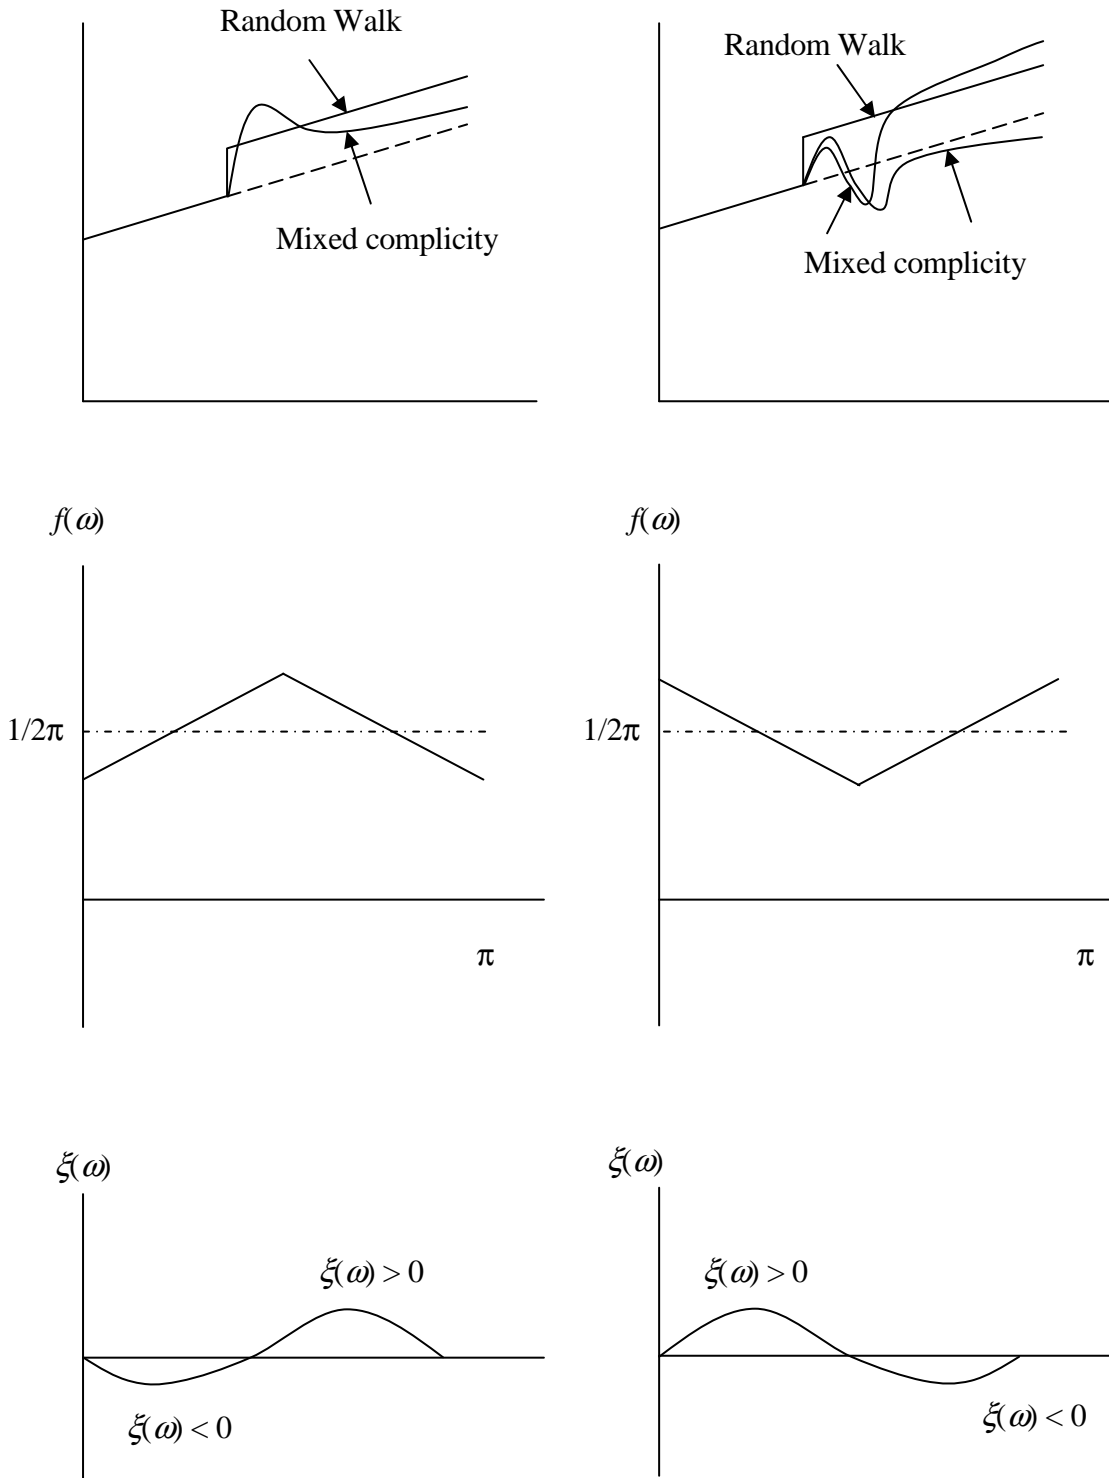 Random Walk
Mixed complicity
Random Walk
Mixed complicity
f(ω)
1/2π
π
f(ω)
1/2π
π
ξ(ω)
ξ(ω) > 0
ξ(ω) < 0
ξ(ω)
ξ(ω) > 0
ξ(ω) < 0